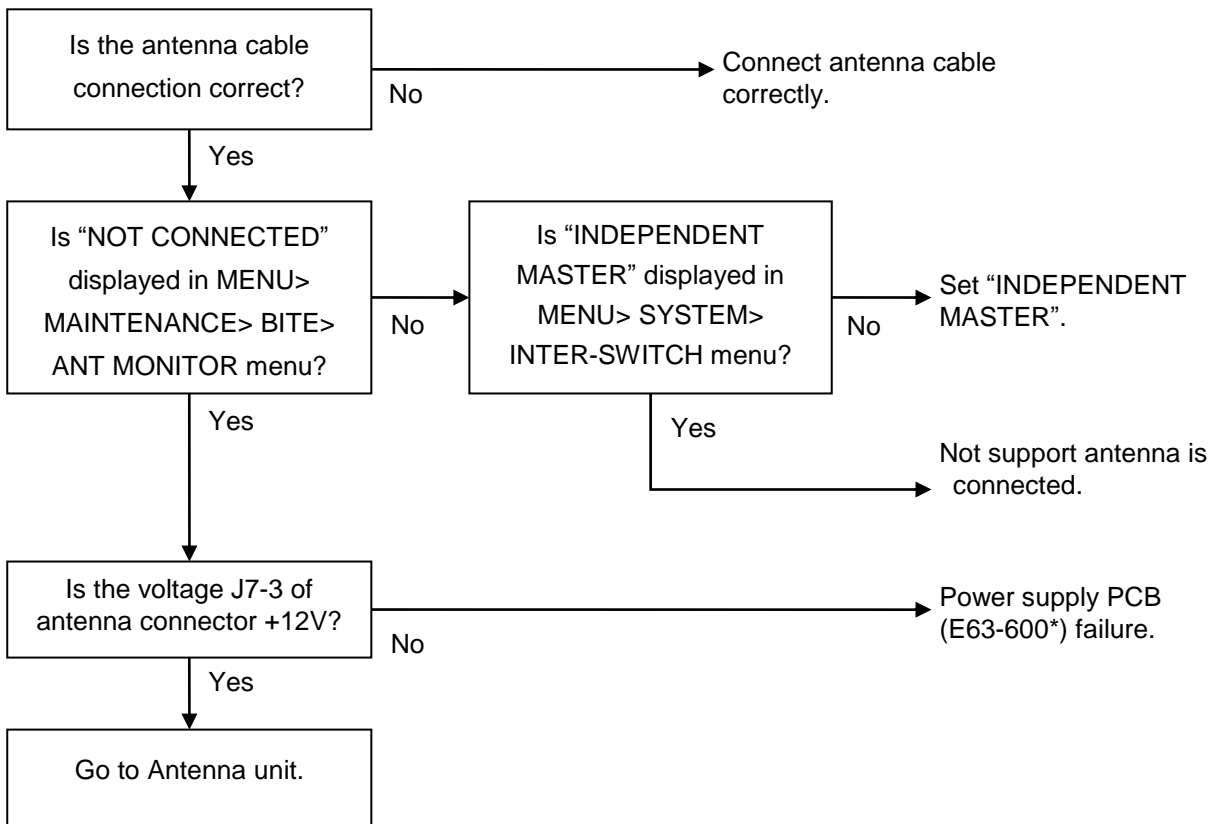 Is the antenna cable
connection correct?
No
Connect antenna cable
correctly.
Yes
Is “NOT CONNECTED”
displayed in MENU>
MAINTENANCE> BITE>
ANT MONITOR menu?
No
Is “INDEPENDENT
MASTER” displayed in
MENU> SYSTEM>
INTER-SWITCH menu?
No
Set “INDEPENDENT
MASTER”.
Yes
Yes
Not support antenna is
connected.
Is the voltage J7-3 of
antenna connector +12V?
No
Power supply PCB
(E63-600*) failure.
Yes
Go to Antenna unit.